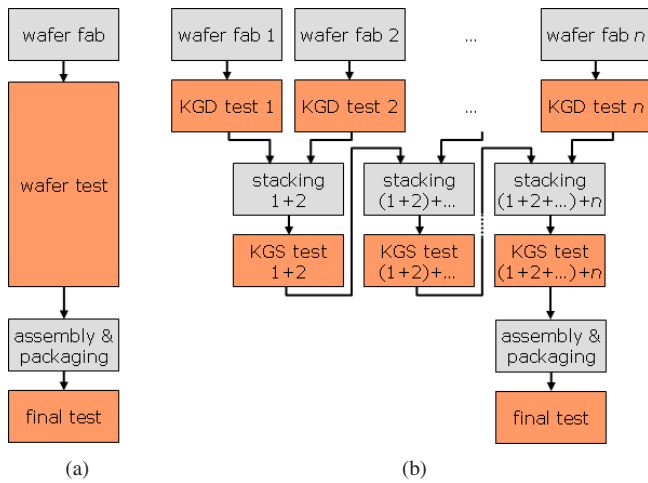 wafer fab
wafer test
assembly &
packaging
final test
(a)
wafer fab 1
wafer fab 2
...
wafer fab n
KGD test 1
KGD test 2
...
KGD test n
stacking
1+2
stacking
(1+2)+...
stacking
(1+2+...)+n
KGS test
1+2
KGS test
(1+2)+...
KGS test
(1+2+...)+n
assembly &
packaging
final test
(b)